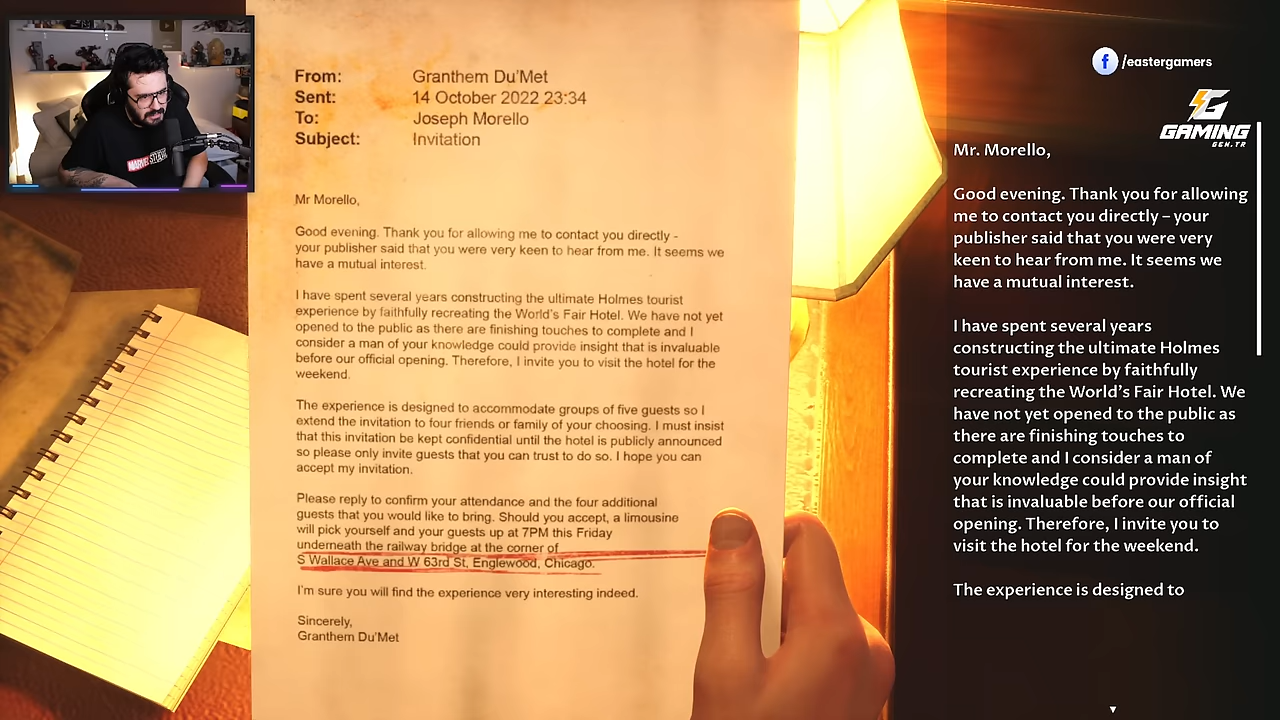 From: Granthem Du'Met
Sent: 14 October 2022 23:34
To: Joseph Morello
Subject: Invitation
Mr Morello,
Good evening. Thank you for allowing me to contact you directly -
your publisher said that you were very keen to hear from me. It seems we
have a mutual interest.
I have spent several years constructing the ultimate Holmes tourist
experience by faithfully recreating the World's Fair Hotel. We have not yet
opened to the public as there are finishing touches to complete and I
consider a man of your knowledge could provide insight that is invaluable
before our official opening. Therefore, I invite you to visit the hotel for the
weekend.
The experience is designed to accommodate groups of five guests so I
extend the invitation to four friends or family of your choosing. I must insist
that this invitation be kept confidential until the hotel is publicly announced
so please only invite guests that you can trust to do so. I hope you can
accept my invitation.
Please reply to confirm your attendance and the four additional
guests that you would like to bring. Should you accept, a limousine
will pick yourself and your guests up at 7PM this Friday
underneath the railway bridge at the corner of
S Wallace Ave and W 63rd St, Englewood, Chicago.
I'm sure you will find the experience very interesting indeed.
Sincerely,
Granthem Du'Met
MARVEL STUDIOS
f /eastergamers
G
GAMING
GEN.TR
Mr. Morello,
Good evening. Thank you for allowing
me to contact you directly – your
publisher said that you were very
keen to hear from me. It seems we
have a mutual interest.
I have spent several years
constructing the ultimate Holmes
tourist experience by faithfully
recreating the World's Fair Hotel. We
have not yet opened to the public as
there are finishing touches to
complete and I consider a man of
your knowledge could provide insight
that is invaluable before our official
opening. Therefore, I invite you to
visit the hotel for the weekend.
The experience is designed to